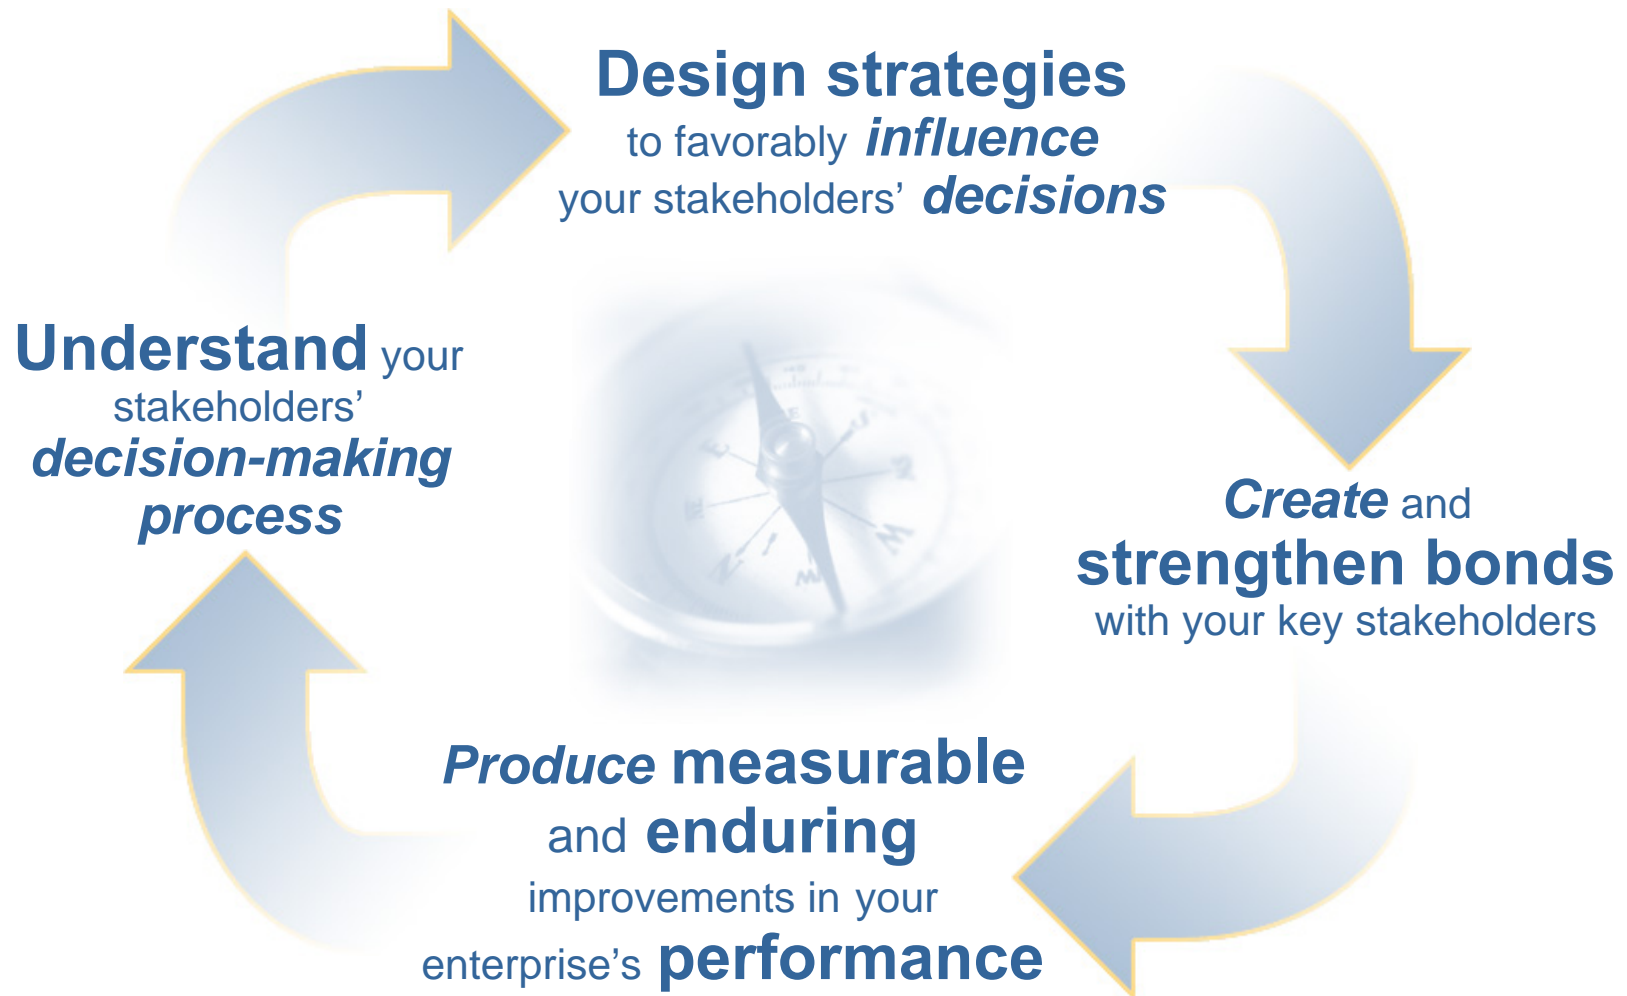 Design strategies
to favorably influence
your stakeholders’ decisions
Understand your
stakeholders’
decision-making
process
Create and
strengthen bonds
with your key stakeholders
Produce measurable
and enduring
improvements in your
enterprise’s performance